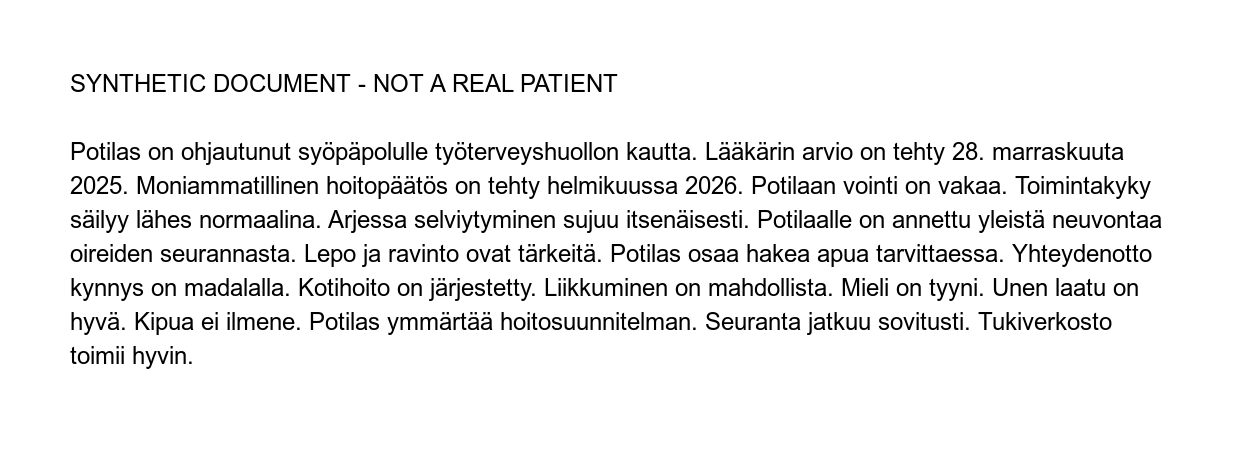 SYNTHETIC DOCUMENT - NOT A REAL PATIENT
Potilas on ohjautunut syöpäpolulle työterveyshuollon kautta. Lääkärin arvio on tehty 28. marraskuuta
2025. Moniammatillinen hoitopäätös on tehty helmikuussa 2026. Potilaan vointi on vakaa. Toimintakyky
säilyy lähes normaalina. Arjessa selviytyminen sujuu itsenäisesti. Potilaalle on annettu yleistä neuvontaa
oireiden seurannasta. Lepo ja ravinto ovat tärkeitä. Potilas osaa hakea apua tarvittaessa. Yhteydenotto
kynnys on madalalla. Kotihoito on järjestetty. Liikkuminen on mahdollista. Mieli on tyyni. Unen laatu on
hyvä. Kipua ei ilmene. Potilas ymmärtää hoitosuunnitelman. Seuranta jatkuu sovitusti. Tukiverkosto
toimii hyvin.